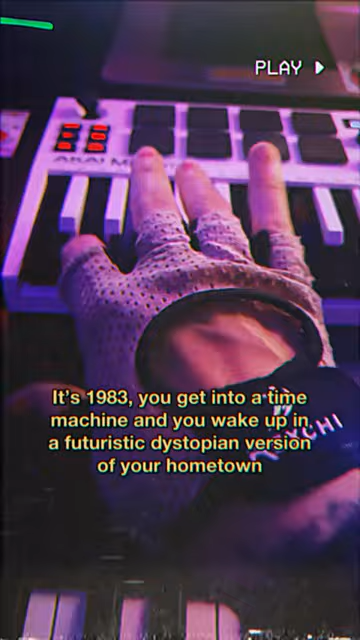 PLAY
AKAI
It's 1983, you get into a time
machine and you wake up in
a futuristic dystopian version
of your hometown